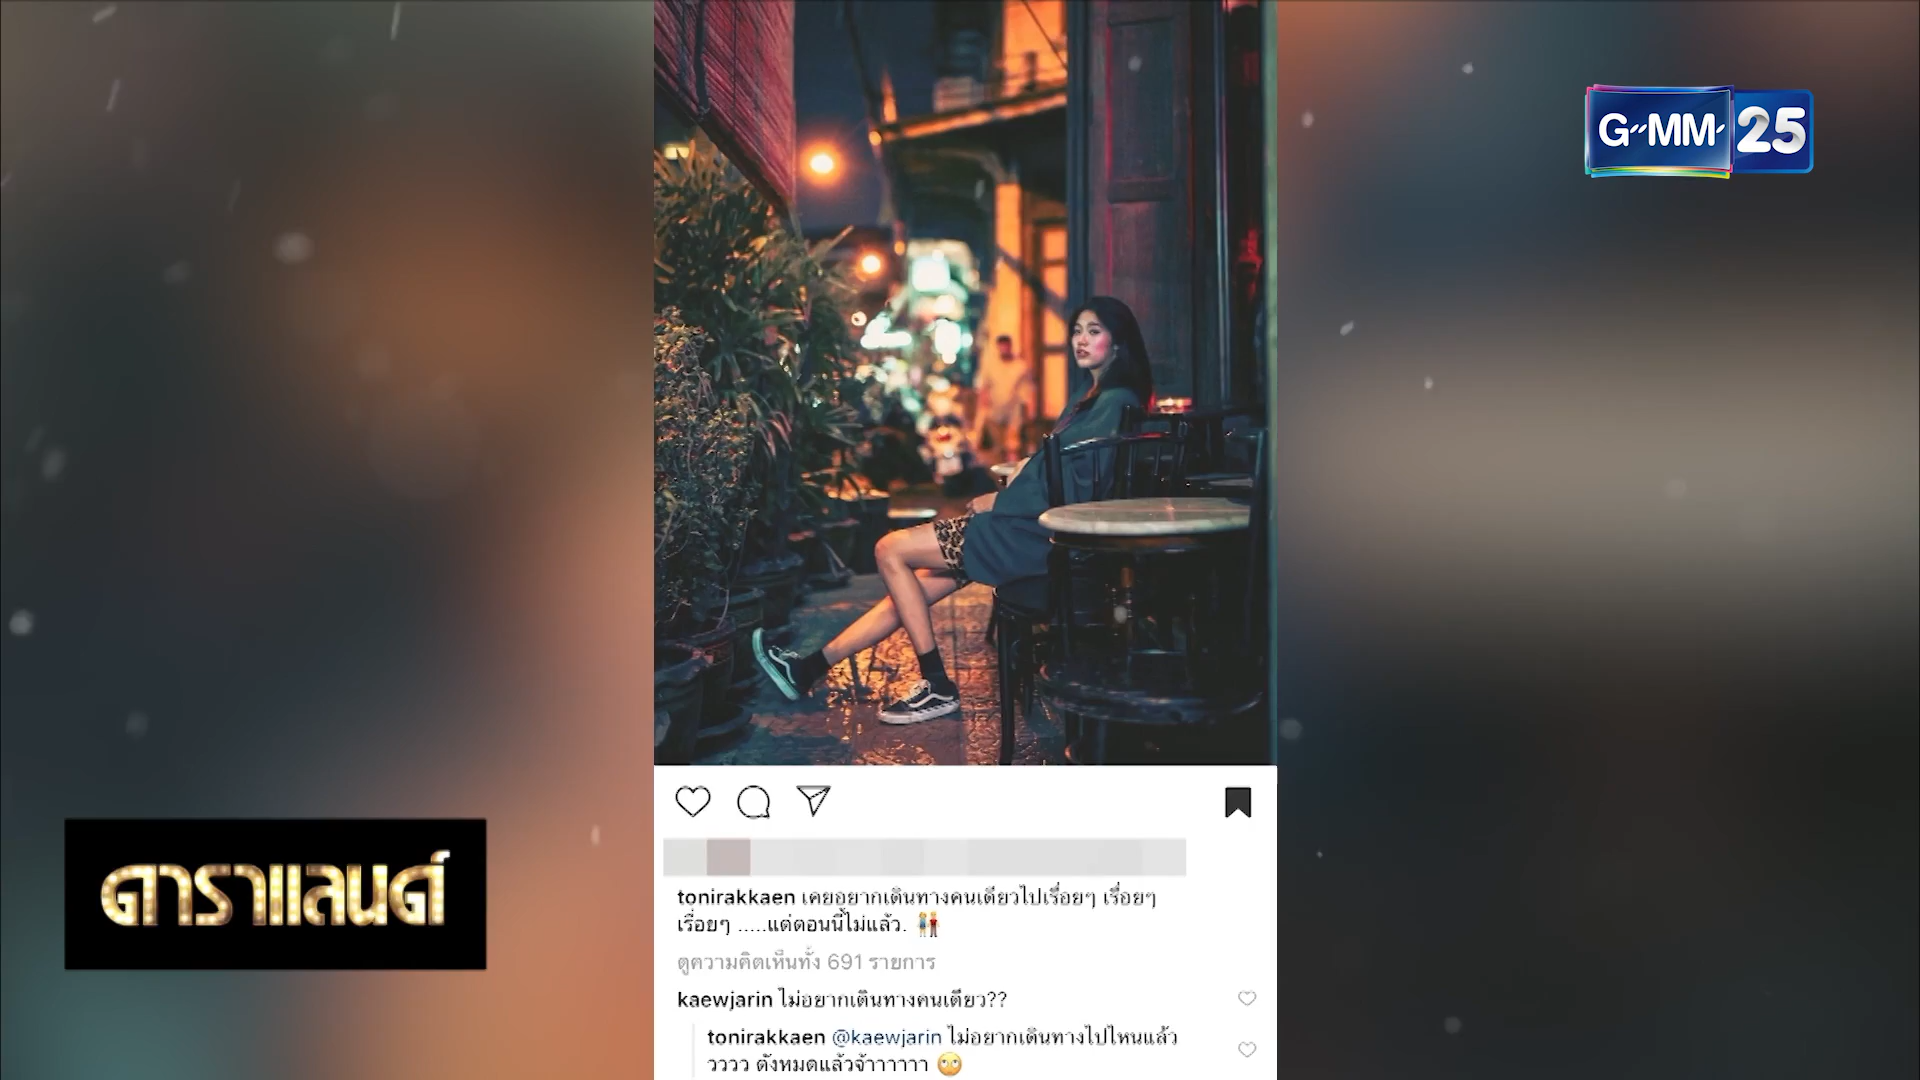 G-MM 25
ดาราแลนด์
tonirakkaen เคยอยากเดินทางคนเดียวไปเรื่อยๆ เรื่อยๆ
เรื่อยๆ .....แต่ตอนนี้ไม่แล้ว. 👫
ดูความคิดเห็นทั้ง 691 รายการ
kaewjarin ไม่อยากเดินทางคนเดียว??
tonirakkaen @kaewjarin ไม่อยากเดินทางไปไหนแล้ว
วววว ตังหมดแล้วจ้าาาาาา 🙄